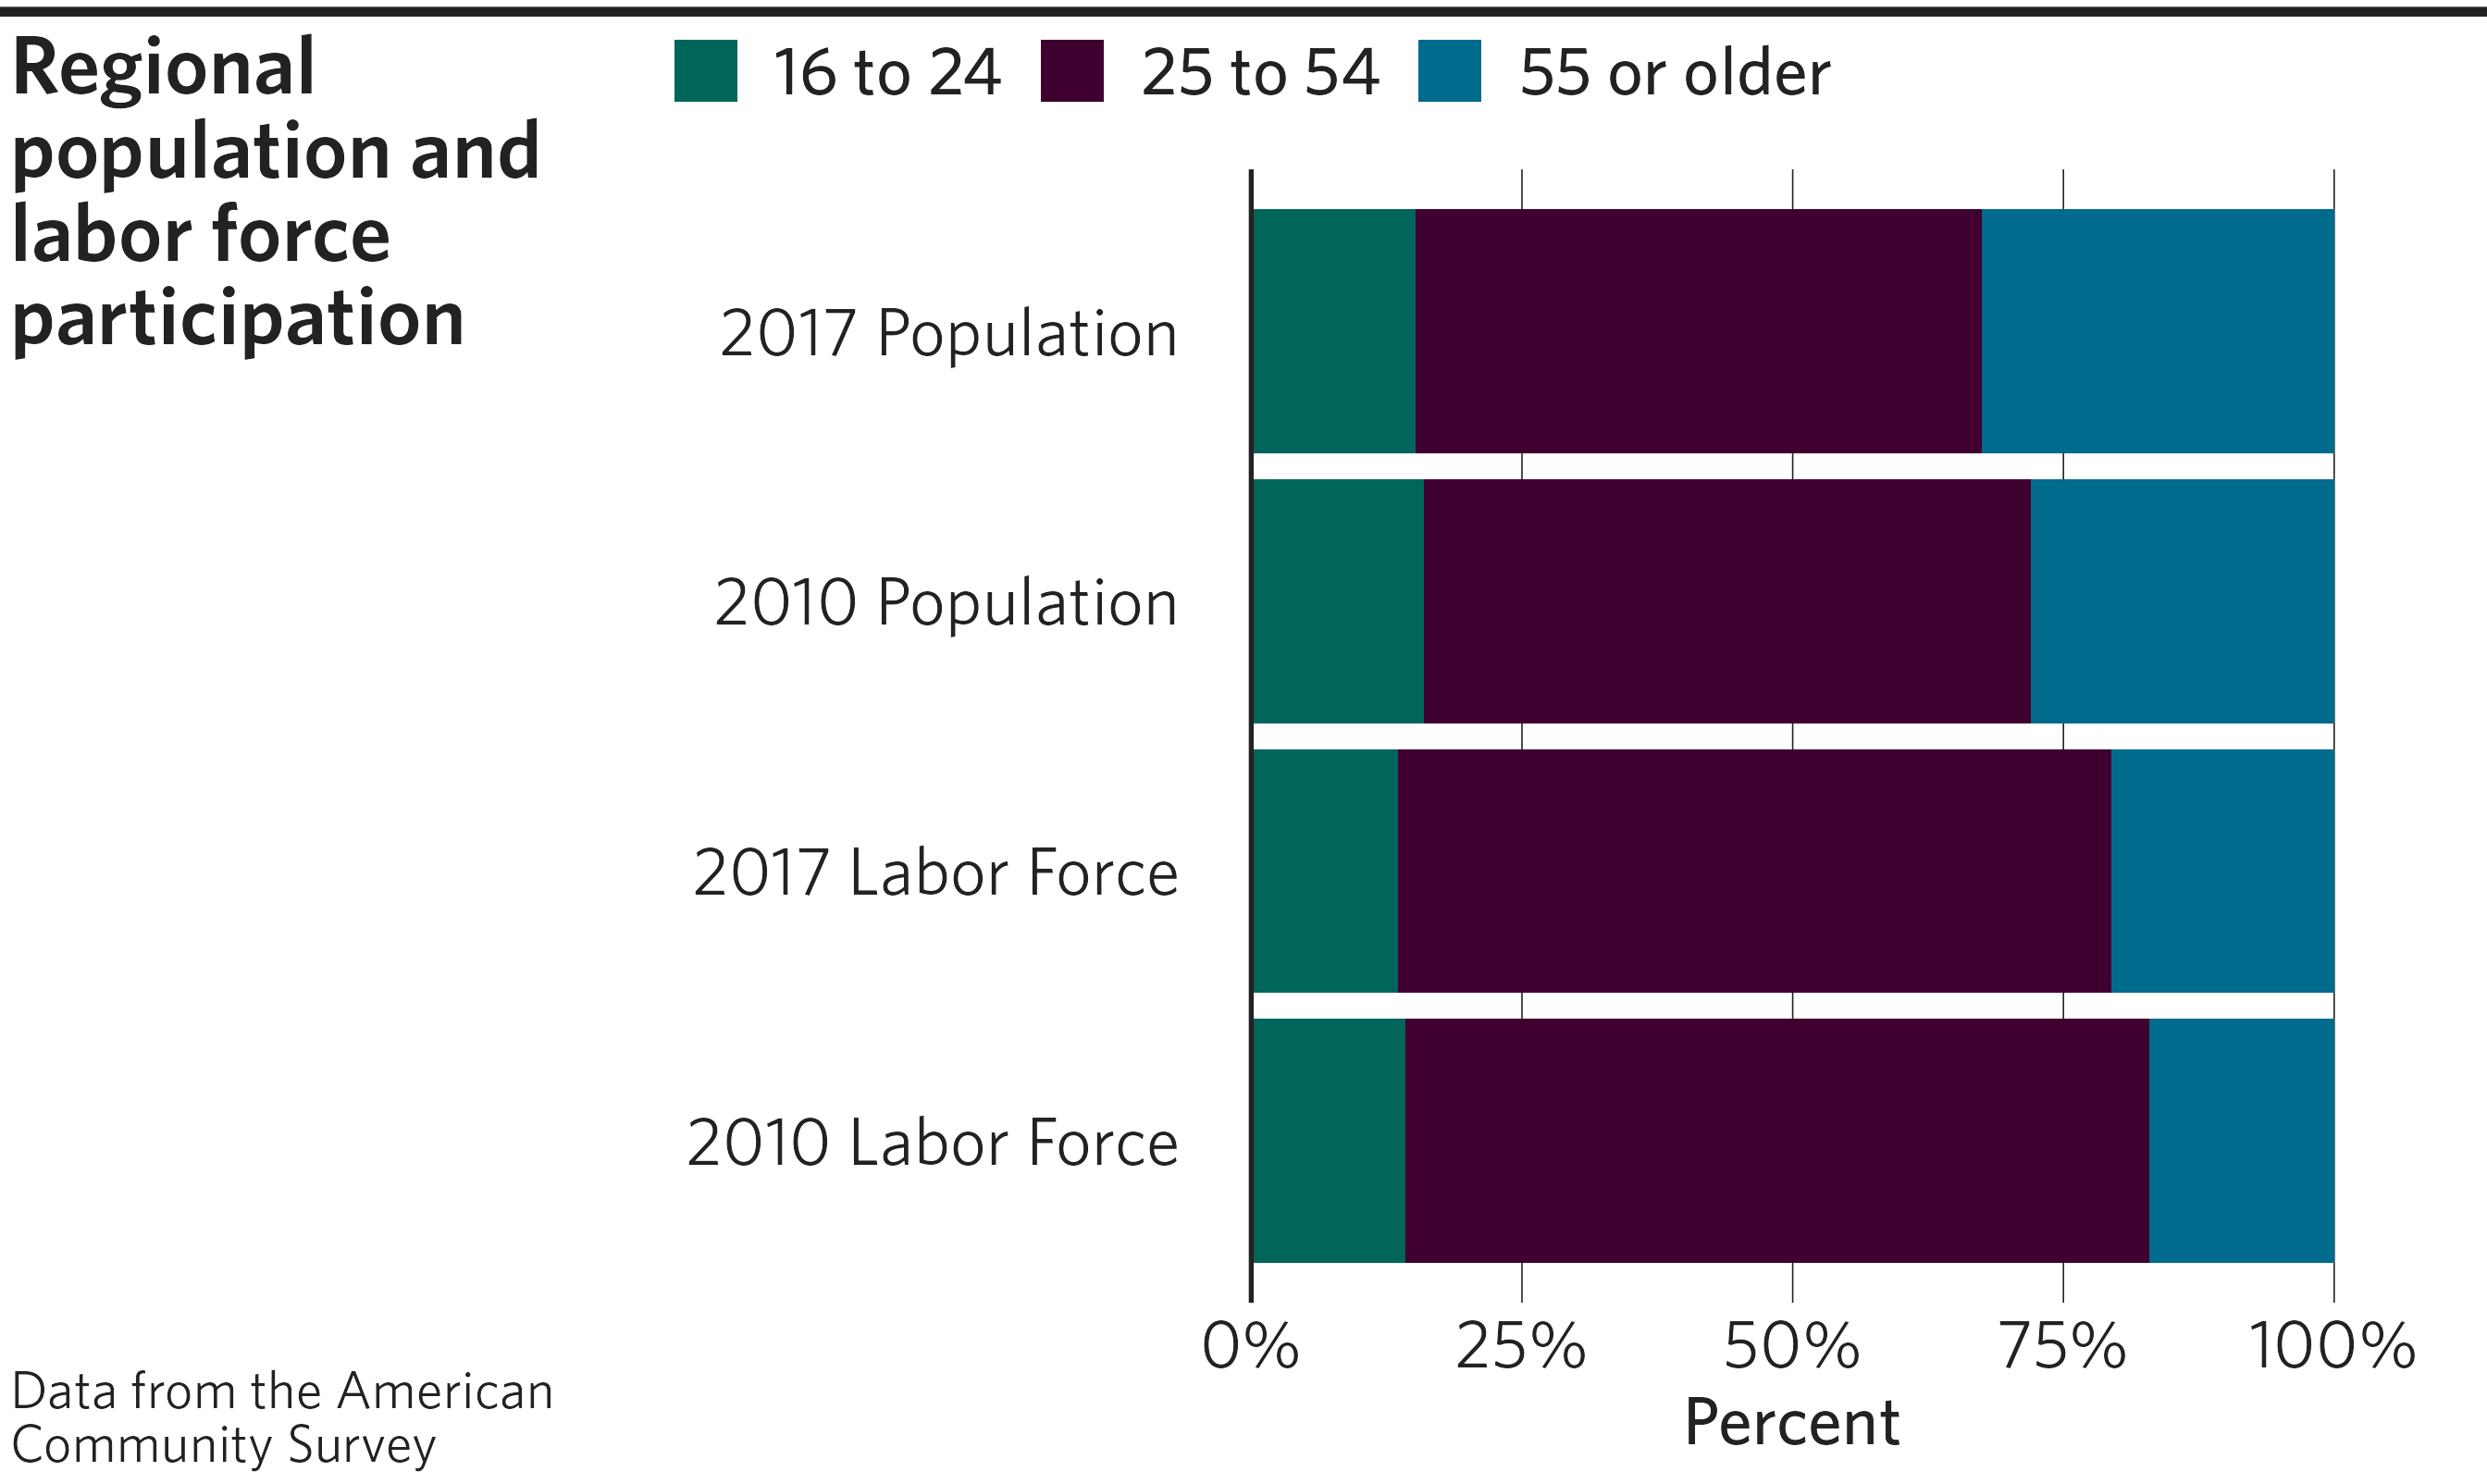 Regional
population and
labor force
participation
16 to 24
25 to 54
55 or older
2017 Population
2010 Population
2017 Labor Force
2010 Labor Force
0%
25%
50%
75%
100%
Percent
Data from the American
Community Survey